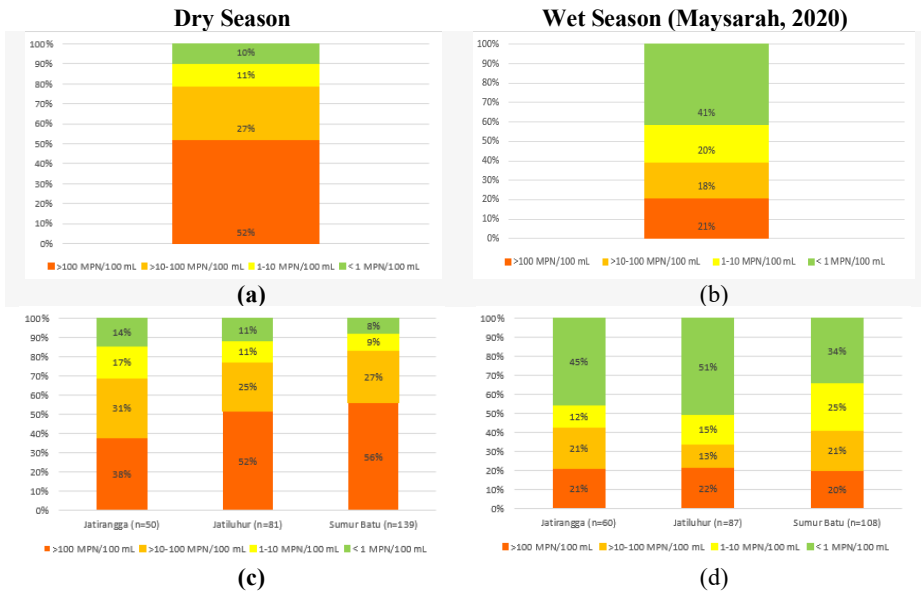 Dry Season
100%
90%
80%
70%
60%
50%
40%
30%
20%
10%
0%
10%
11%
27%
52%
>100 MPN/100 mL >10-100 MPN/100 mL 1-10 MPN/100 mL < 1 MPN/100 mL
(a)
Wet Season (Maysarah, 2020)
100%
90%
80%
70%
60%
50%
40%
30%
20%
10%
0%
41%
20%
18%
21%
>100 MPN/100 mL >10-100 MPN/100 mL 1-10 MPN/100 mL < 1 MPN/100 mL
(b)
100%
90%
80%
70%
60%
50%
40%
30%
20%
10%
0%
14% 11% 8%
17% 11% 9%
31% 25% 27%
38% 52% 56%
Jatirangga (n=50) Jatiluhur (n=81) Sumur Batu (n=139)
>100 MPN/100 mL >10-100 MPN/100 mL 1-10 MPN/100 mL < 1 MPN/100 mL
(c)
100%
90%
80%
70%
60%
50%
40%
30%
20%
10%
0%
45% 51% 34%
12% 15% 25%
21% 13% 21%
21% 22% 20%
Jatirangga (n=60) Jatiluhur (n=87) Sumur Batu (n=108)
>100 MPN/100 mL >10-100 MPN/100 mL 1-10 MPN/100 mL < 1 MPN/100 mL
(d)